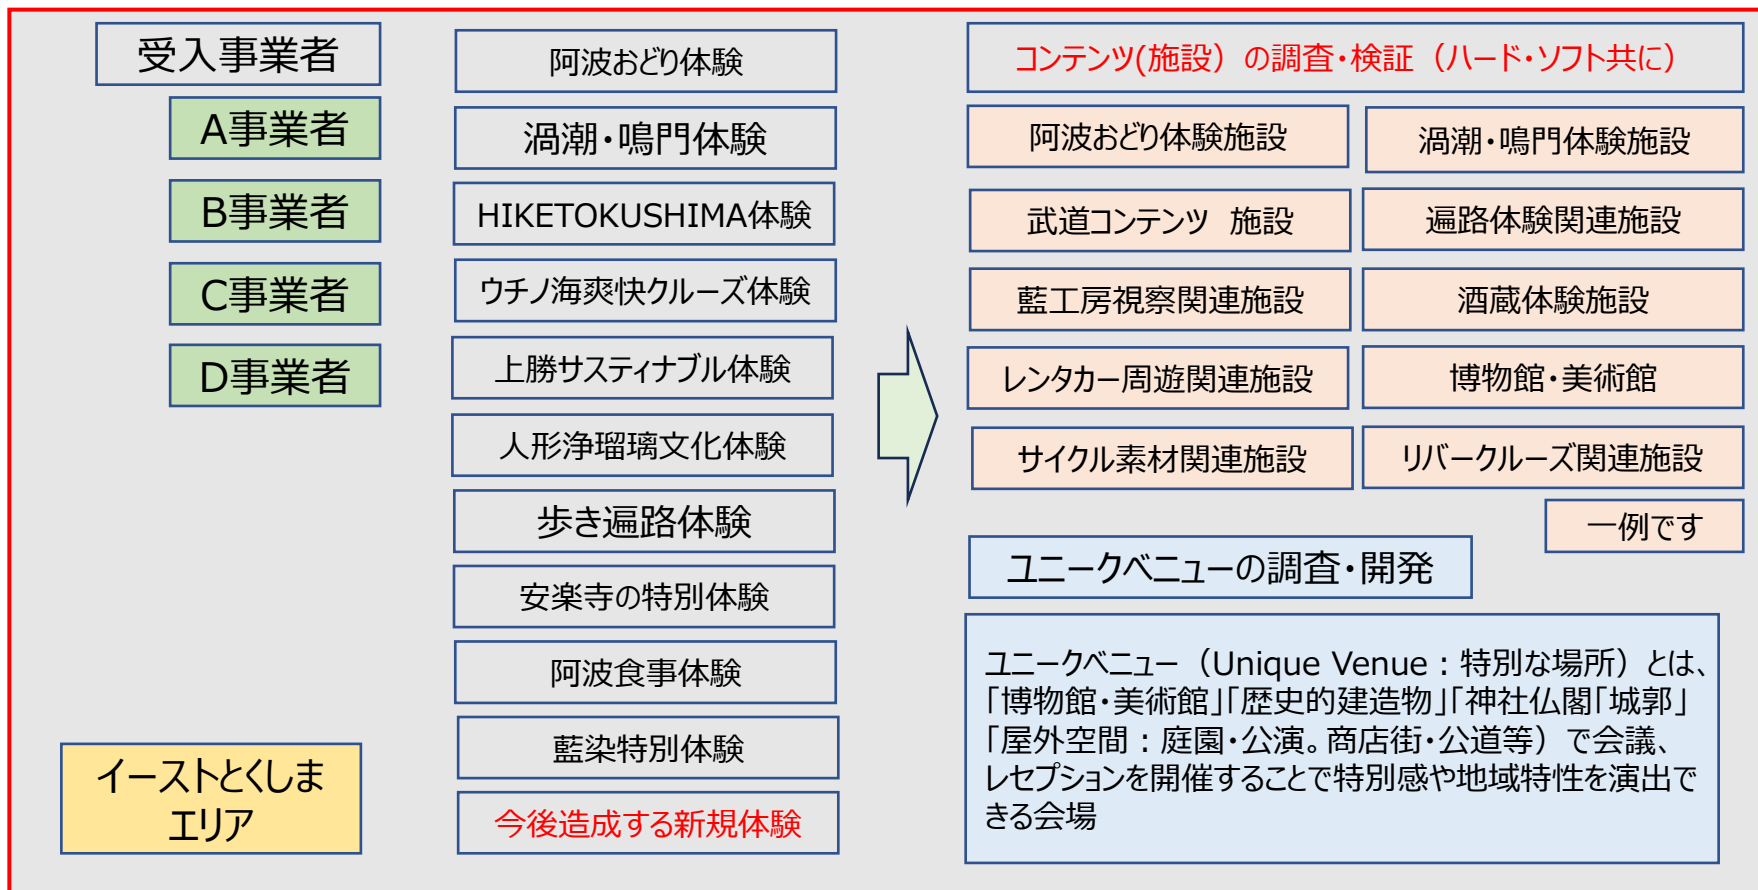 受入事業者
A事業者
B事業者
C事業者
D事業者
イーストとくしま
エリア
阿波おどり体験
渦潮・鳴門体験
HIKETOKUSHIMA体験
ウチノ海爽快クルーズ体験
上勝サスティナブル体験
人形浄瑠璃文化体験
歩き遍路体験
安楽寺の特別体験
阿波食事体験
藍染特別体験
今後造成する新規体験
コンテンツ(施設）の調査・検証（ハード・ソフト共に）
阿波おどり体験施設
渦潮・鳴門体験施設
武道コンテンツ　施設
遍路体験関連施設
藍工房視察関連施設
酒蔵体験施設
レンタカー周遊関連施設
博物館・美術館
サイクル素材関連施設
リバークルーズ関連施設
一例です
ユニークベニューの調査・開発
ユニークベニュー（Unique Venue：特別な場所）とは、
「博物館・美術館」「歴史的建造物」「神社仏閣「城郭」
「屋外空間：庭園・公演。商店街・公道等）で会議、
レセプションを開催することで特別感や地域特性を演出で
きる会場